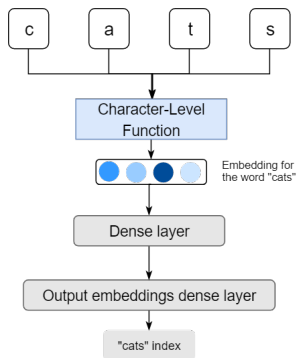 c a t s
Character-Level
Function
Embedding for
the word "cats"
Dense layer
Output embeddings dense layer
"cats" index